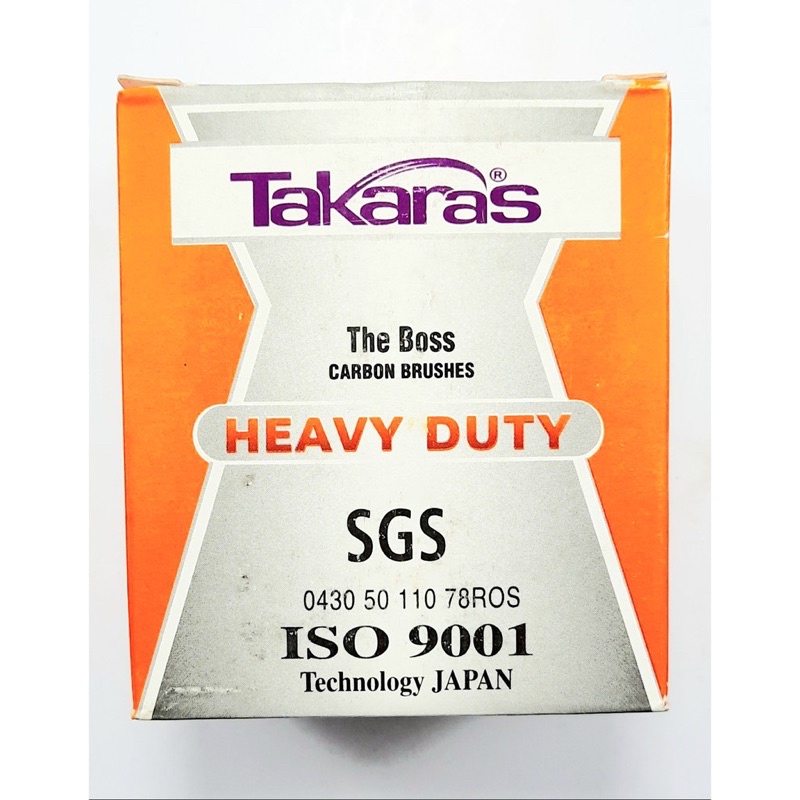 Takaras®
The Boss
CARBON BRUSHES
HEAVY DUTY
SGS
0430 50 110 78ROS
ISO 9001
Technology JAPAN